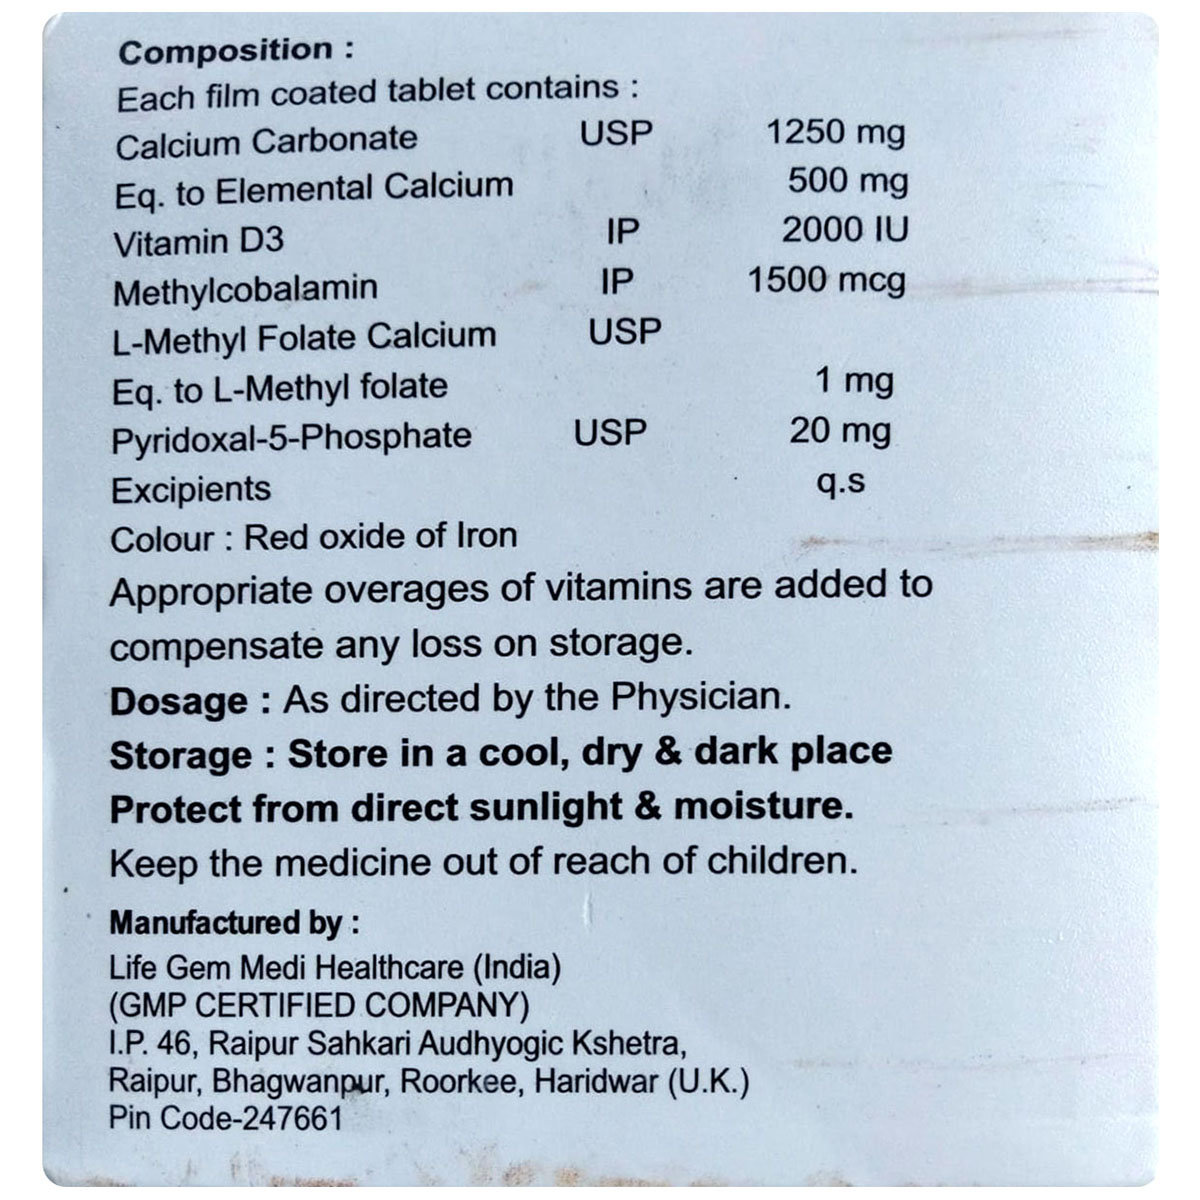 Composition :
Each film coated tablet contains :
Calcium Carbonate USP 1250 mg
Eq. to Elemental Calcium 500 mg
Vitamin D3 IP 2000 IU
Methylcobalamin IP 1500 mcg
L-Methyl Folate Calcium USP
Eq. to L-Methyl folate 1 mg
Pyridoxal-5-Phosphate USP 20 mg
Excipients q.s
Colour : Red oxide of Iron
Appropriate overages of vitamins are added to
compensate any loss on storage.
Dosage : As directed by the Physician.
Storage : Store in a cool, dry & dark place
Protect from direct sunlight & moisture.
Keep the medicine out of reach of children.
Manufactured by :
Life Gem Medi Healthcare (India)
(GMP CERTIFIED COMPANY)
I.P. 46, Raipur Sahkari Audhyogic Kshetra,
Raipur, Bhagwanpur, Roorkee, Haridwar (U.K.)
Pin Code-247661